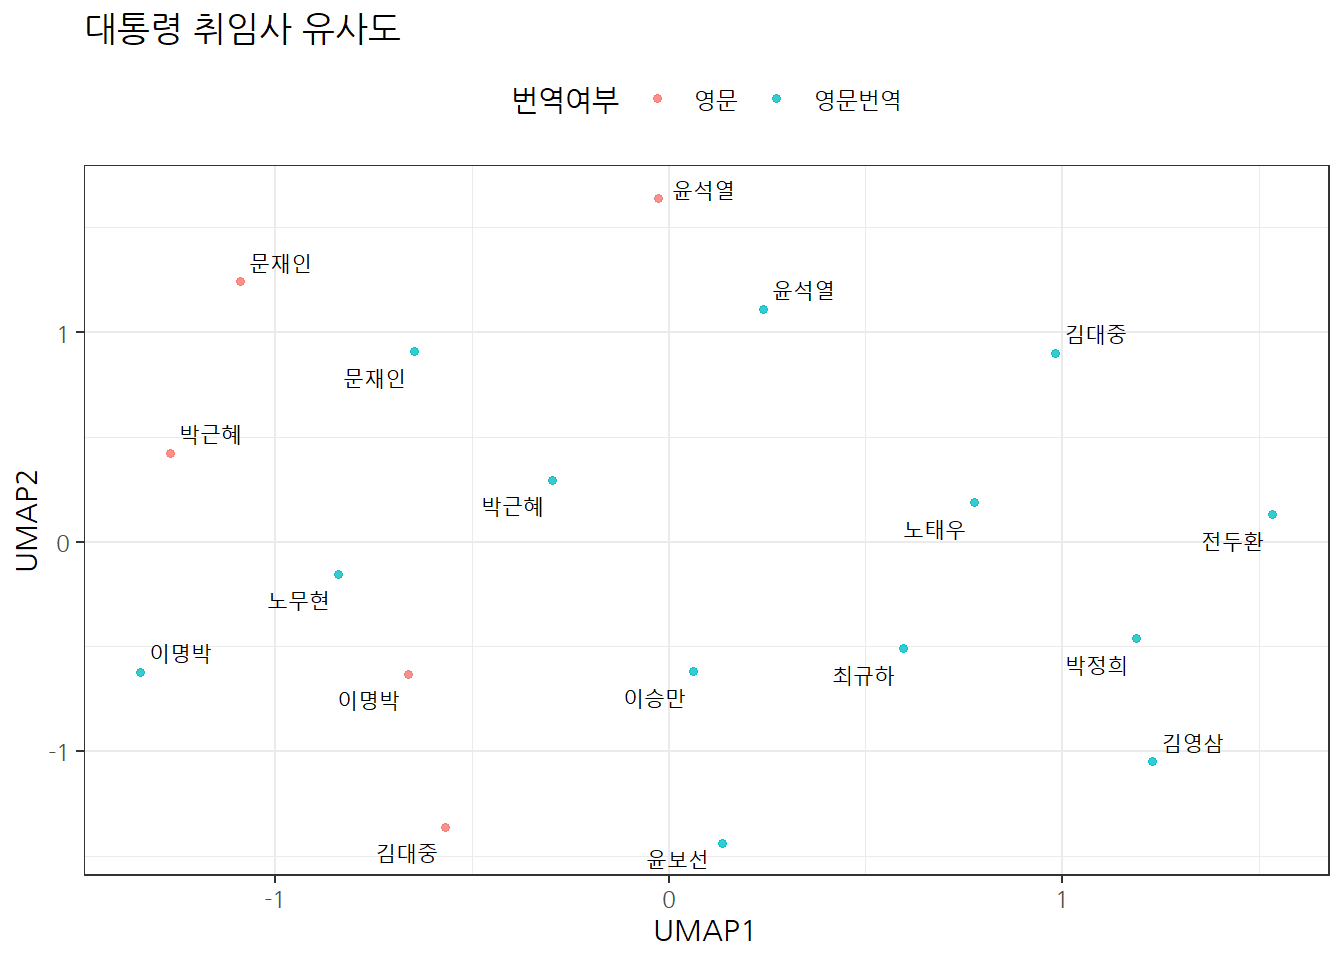 대통령 취임사 유사도
번역여부 영문 영문번역
윤석열
문재인
윤석열
김대중
1
문재인
박근혜
박근혜
노태우
전두환
0
노무현
이명박
박정희
최규하
이명박
이승만
김영삼
-1
김대중
윤보선
UMAP2
-1 0 1
UMAP1